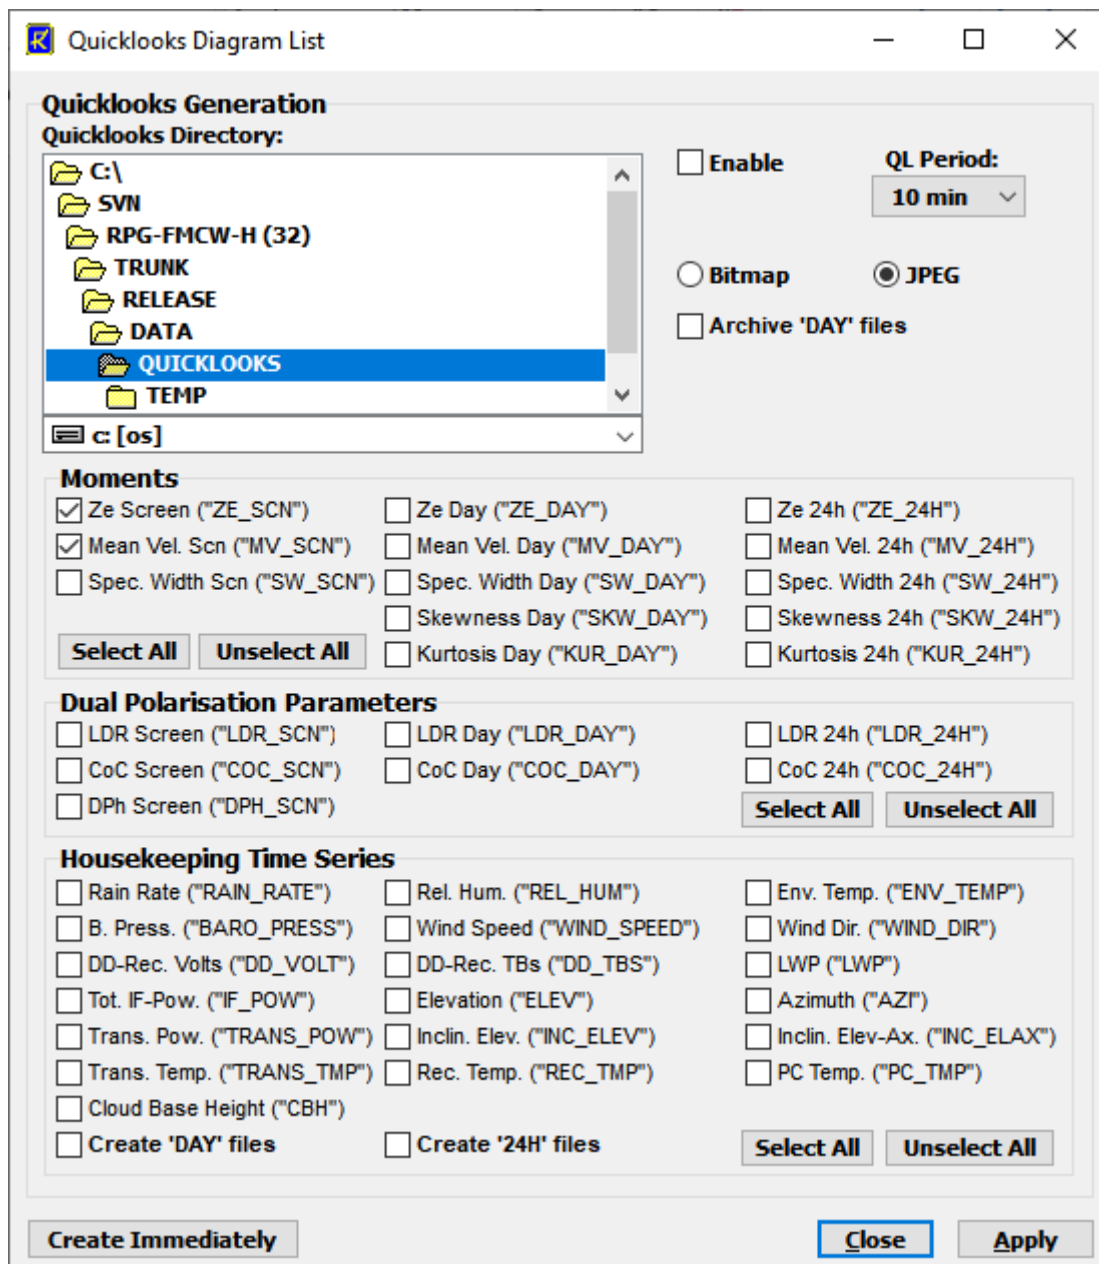 Quicklooks Diagram List
Quicklooks Generation
Quicklooks Directory:
C:\
SVN
RPG-FMCW-H (32)
TRUNK
RELEASE
DATA
QUICKLOOKS
TEMP
c: [os]
Enable
QL Period:
10 min
Bitmap
JPEG
Archive 'DAY' files
Moments
Ze Screen ("ZE_SCN") Ze Day ("ZE_DAY") Ze 24h ("ZE_24H")
Mean Vel. Scn ("MV_SCN") Mean Vel. Day ("MV_DAY") Mean Vel. 24h ("MV_24H")
Spec. Width Scn ("SW_SCN") Spec. Width Day ("SW_DAY") Spec. Width 24h ("SW_24H")
Skewness Day ("SKW_DAY") Skewness 24h ("SKW_24H")
Select All Unselect All Kurtosis Day ("KUR_DAY") Kurtosis 24h ("KUR_24H")
Dual Polarisation Parameters
LDR Screen ("LDR_SCN") LDR Day ("LDR_DAY") LDR 24h ("LDR_24H")
CoC Screen ("COC_SCN") CoC Day ("COC_DAY") CoC 24h ("COC_24H")
DPh Screen ("DPH_SCN") Select All Unselect All
Housekeeping Time Series
Rain Rate ("RAIN_RATE") Rel. Hum. ("REL_HUM") Env. Temp. ("ENV_TEMP")
B. Press. ("BARO_PRESS") Wind Speed ("WIND_SPEED") Wind Dir. ("WIND_DIR")
DD-Rec. Volts ("DD_VOLT") DD-Rec. TBs ("DD_TBS") LWP ("LWP")
Tot. IF-Pow. ("IF_POW") Elevation ("ELEV") Azimuth ("AZI")
Trans. Pow. ("TRANS_POW") Inclin. Elev. ("INC_ELEV") Inclin. Elev-Ax. ("INC_ELAX")
Trans. Temp. ("TRANS_TMP") Rec. Temp. ("REC_TMP") PC Temp. ("PC_TMP")
Cloud Base Height ("CBH")
Create 'DAY' files Create '24H' files Select All Unselect All
Create Immediately Close Apply